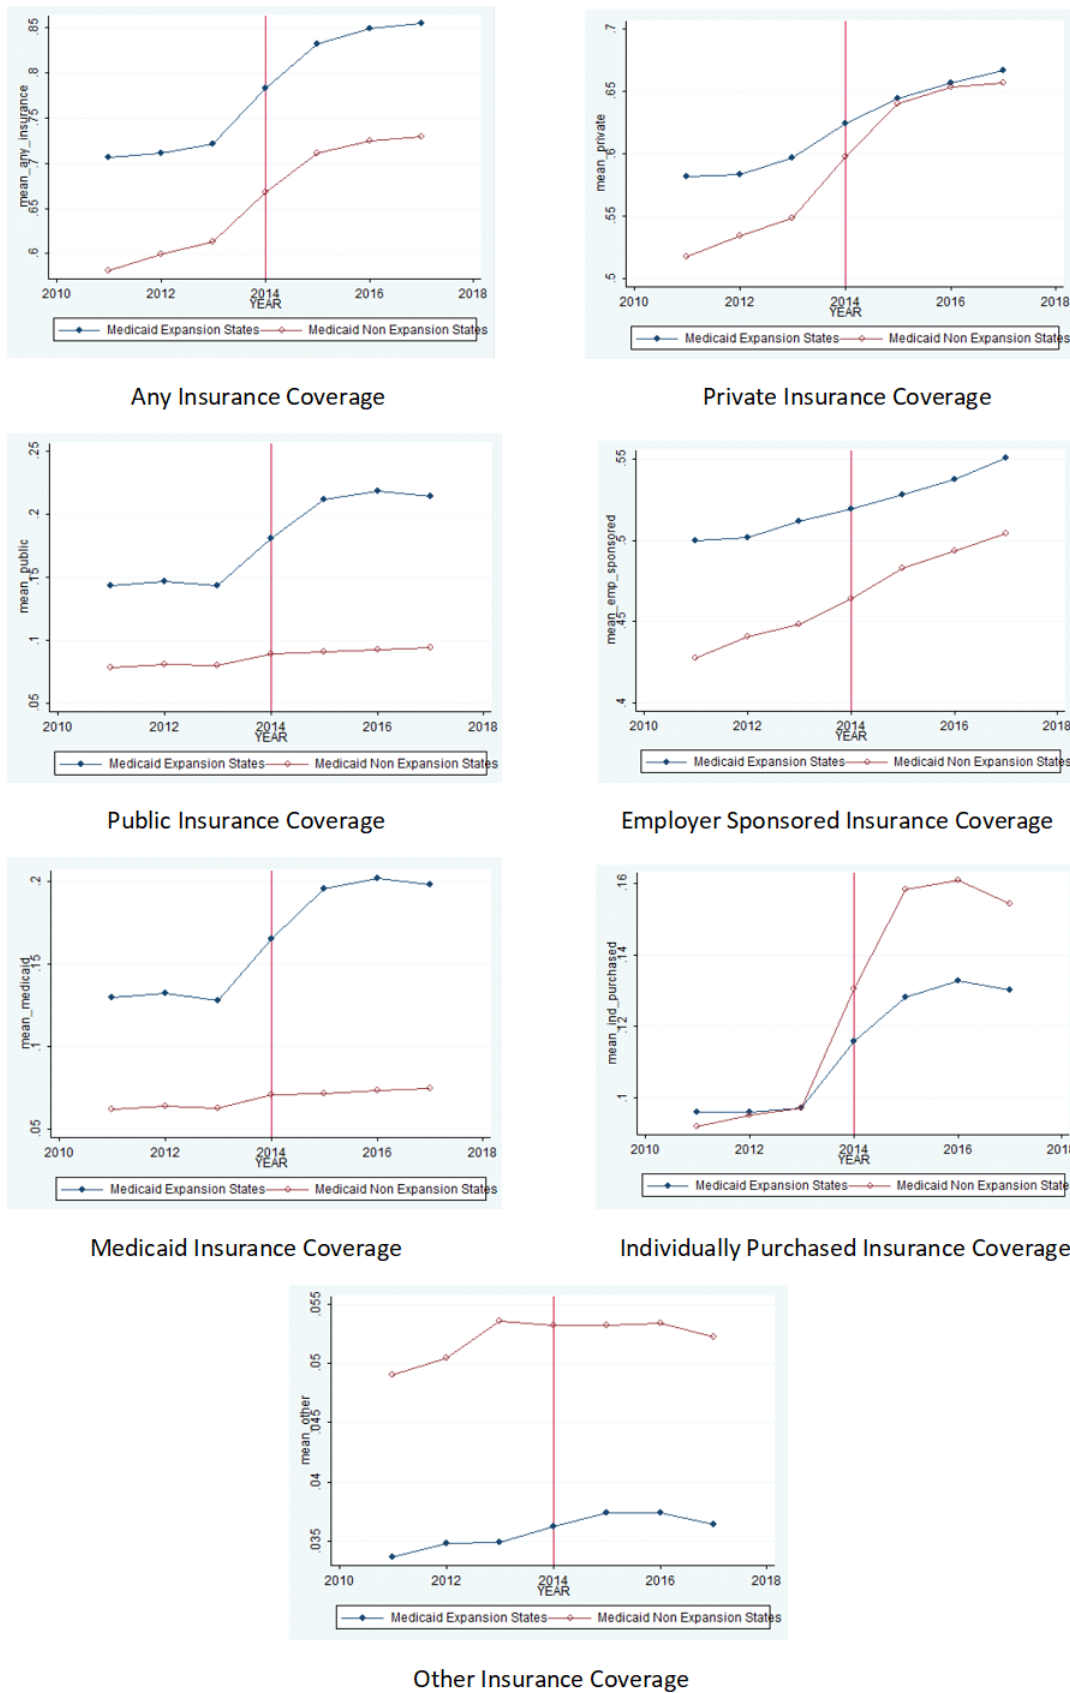 .85
.8
.75
.7
.65
.6
mean_any_insurance
2010 2012 2014 2016 2018
YEAR
Medicaid Expansion States Medicaid Non Expansion States
Any Insurance Coverage
.7
.65
.6
.55
.5
mean_private
2010 2012 2014 2016 2018
YEAR
Medicaid Expansion States Medicaid Non Expansion States
Private Insurance Coverage
.25
.2
.15
.1
.05
mean_public
2010 2012 2014 2016 2018
YEAR
Medicaid Expansion States Medicaid Non Expansion States
Public Insurance Coverage
.55
.5
.45
.4
mean_emp_sponsored
2010 2012 2014 2016 2018
YEAR
Medicaid Expansion States Medicaid Non Expansion States
Employer Sponsored Insurance Coverage
.2
.15
.1
.05
mean_medicaid
2010 2012 2014 2016 2018
YEAR
Medicaid Expansion States Medicaid Non Expansion States
Medicaid Insurance Coverage
.16
.14
.12
.1
mean_ind_purchased
2010 2012 2014 2016 201
YEAR
Medicaid Expansion States Medicaid Non Expansion State
Individually Purchased Insurance Coverage
.055
.05
.045
.04
.035
mean_other
2010 2012 2014 2016 2018
YEAR
Medicaid Expansion States Medicaid Non Expansion States
Other Insurance Coverage